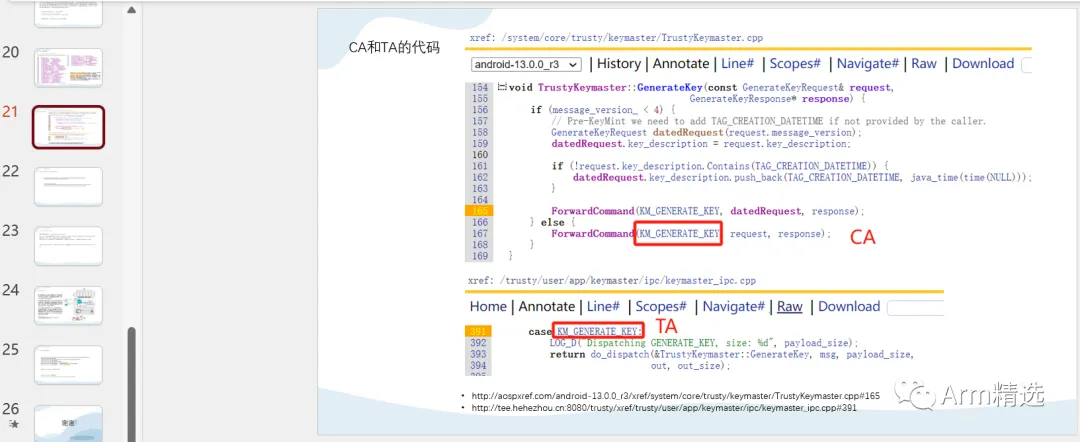 20
21
22
23
24
25
26
谢谢!
CA和TA的代码
xref: /system/core/trusty/keymaster/TrustyKeymaster.cpp
android-13.0.0_r3 | History | Annotate | Line# | Scopes# | Navigate# | Raw | Download
154 void TrustyKeymaster::GenerateKey(const GenerateKeyRequest& request,
155 GenerateKeyResponse* response) {
156 if (message_version_ < 4) {
157 // Pre-KeyMint we need to add TAG_CREATION_DATETIME if not provided by the caller.
158 GenerateKeyRequest datedRequest(request.message_version);
159 datedRequest.key_description = request.key_description;
160
161 if (!request.key_description.Contains(TAG_CREATION_DATETIME)) {
162 datedRequest.key_description.push_back(TAG_CREATION_DATETIME, java_time(time(NULL)));
163 }
164
165 ForwardCommand(KM_GENERATE_KEY, datedRequest, response);
166 } else {
167 ForwardCommand(KM_GENERATE_KEY, request, response);
168 }
169 }
CA
xref: /trusty/user/app/keymaster/ipc/keymaster_ipc.cpp
Home | Annotate | Line# | Scopes# | Navigate# | Raw | Download
391 case KM_GENERATE_KEY:
TA
392 LOG_D("Dispatching GENERATE_KEY, size: %d", payload_size);
393 return do_dispatch(&TrustyKeymaster::GenerateKey, msg, payload_size,
394 out, out_size);
• http://aospxref.com/android-13.0.0_r3/xref/system/core/trusty/keymaster/TrustyKeymaster.cpp#165
• http://tee.hehezhou.cn:8080/trusty/xref/trusty/user/app/keymaster/ipc/keymaster_ipc.cpp#391
Arm精选